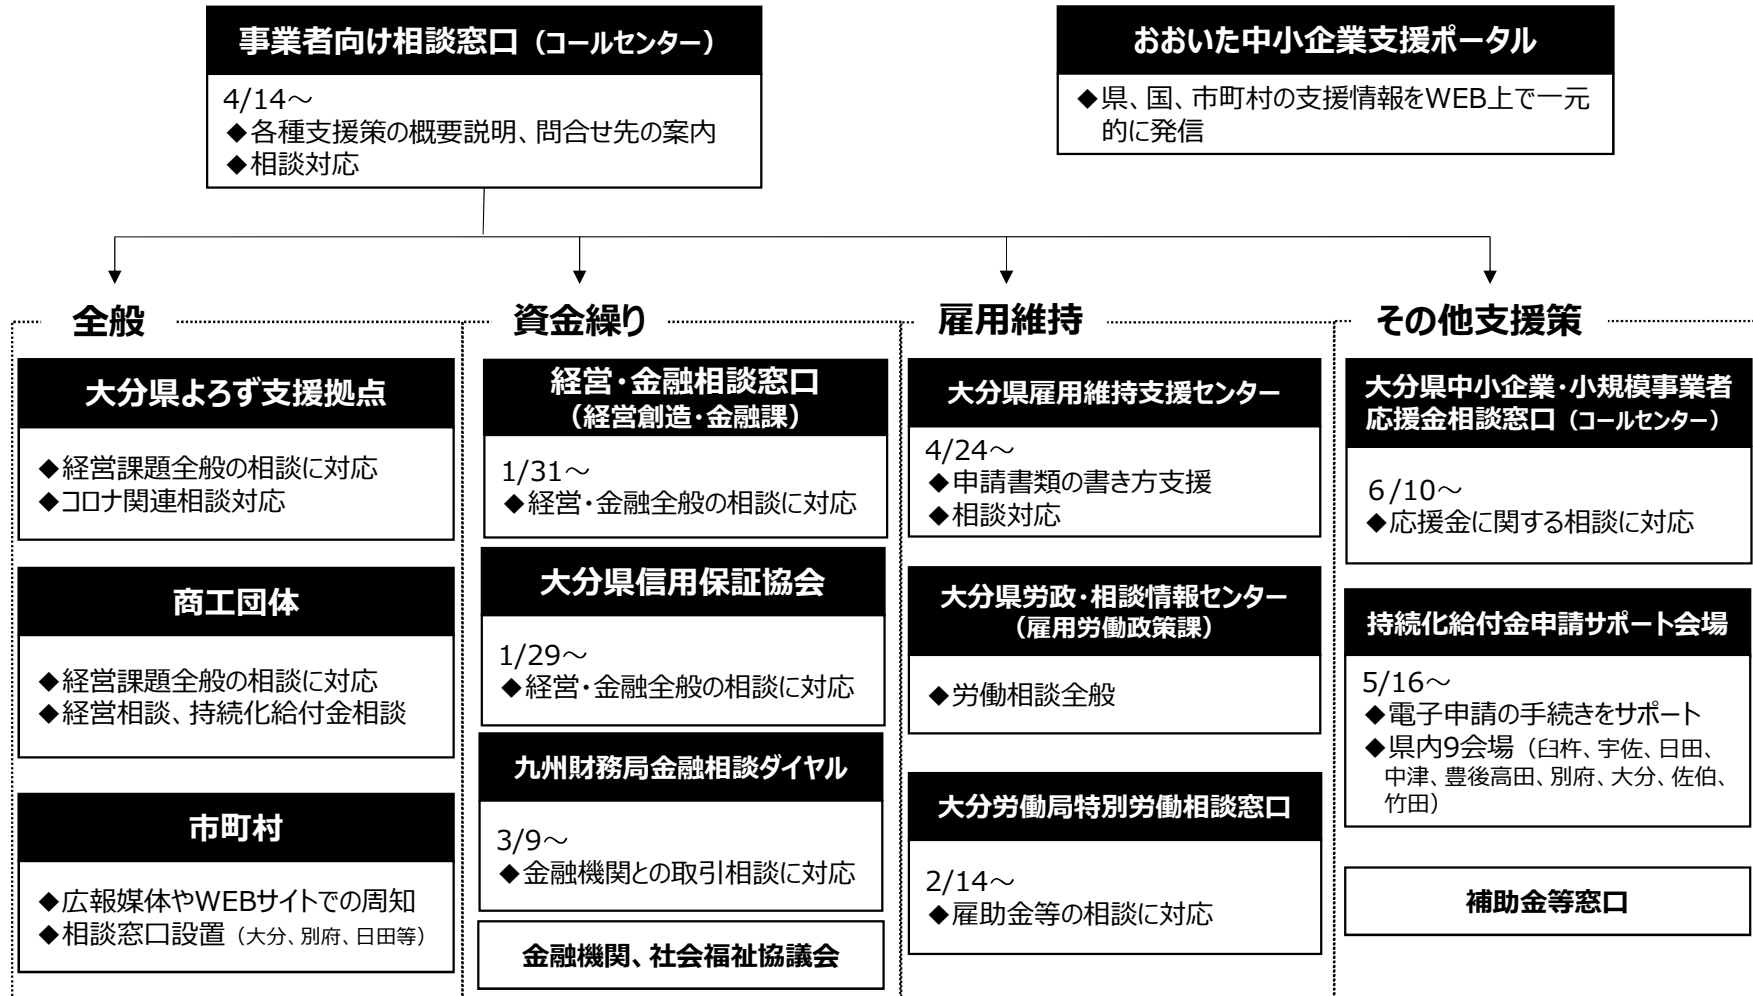 事業者向け相談窓口（コールセンター）
4/14～
◆各種支援策の概要説明、問合せ先の案内
◆相談対応
おおいた中小企業支援ポータル
◆県、国、市町村の支援情報をWEB上で一元
的に発信
全般
大分県よろず支援拠点
◆経営課題全般の相談に対応
◆コロナ関連相談対応
商工団体
◆経営課題全般の相談に対応
◆経営相談、持続化給付金相談
市町村
◆広報媒体やWEBサイトでの周知
◆相談窓口設置（大分、別府、日田等）
資金繰り
経営・金融相談窓口
（経営創造・金融課）
1/31～
◆経営・金融全般の相談に対応
大分県信用保証協会
1/29～
◆経営・金融全般の相談に対応
九州財務局金融相談ダイヤル
3/9～
◆金融機関との取引相談に対応
金融機関、社会福祉協議会
雇用維持
大分県雇用維持支援センター
4/24～
◆申請書類の書き方支援
◆相談対応
大分県労政・相談情報センター
（雇用労働政策課）
◆労働相談全般
大分労働局特別労働相談窓口
2/14～
◆雇助金等の相談に対応
その他支援策
大分県中小企業・小規模事業者
応援金相談窓口（コールセンター）
６/10～
◆応援金に関する相談に対応
持続化給付金申請サポート会場
5/16～
◆電子申請の手続きをサポート
◆県内9会場（臼杵、宇佐、日田、
中津、豊後高田、別府、大分、佐伯、
竹田）
補助金等窓口